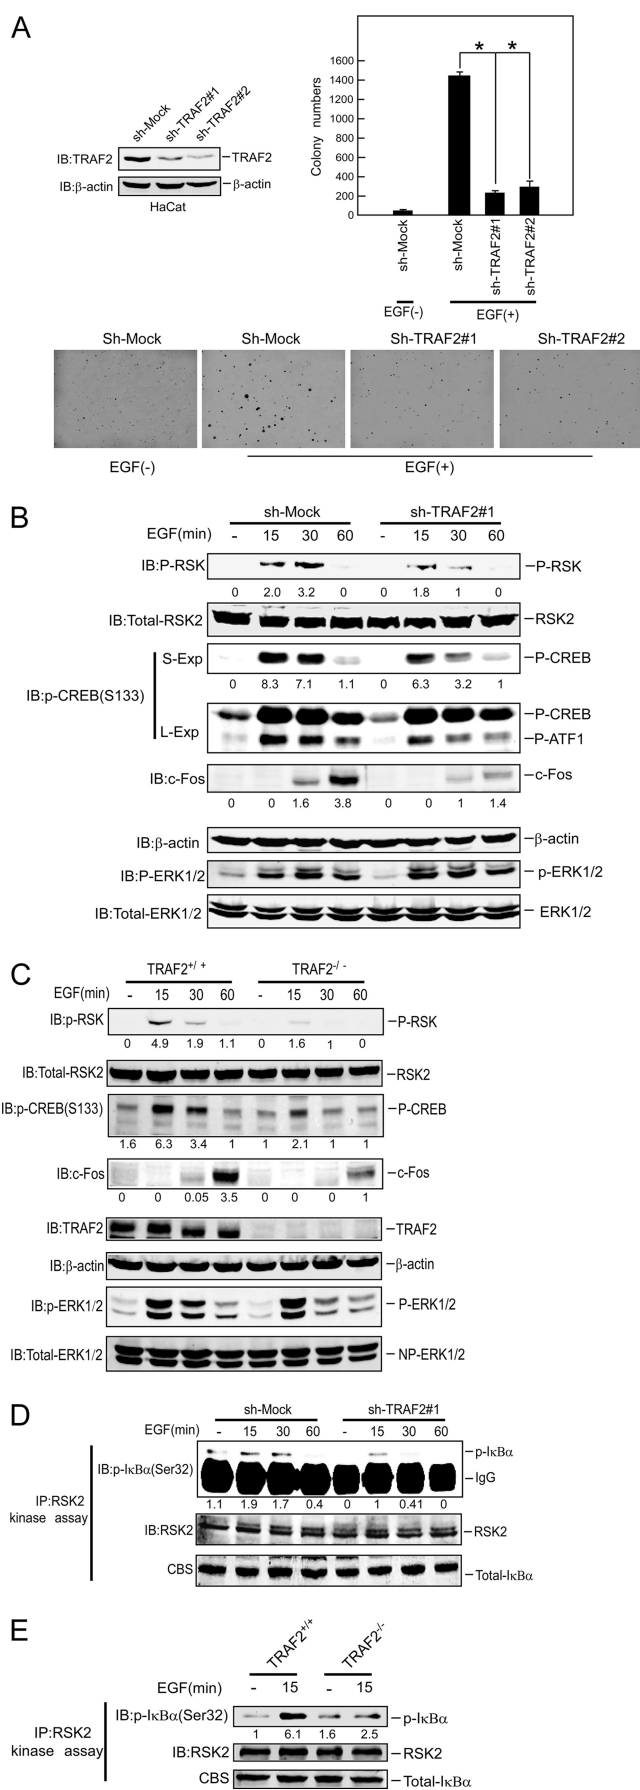 A
sh-Mock
sh-TRAF2#1
sh-TRAF2#2
IB:TRAF2
TRAF2
IB:β-actin
β-actin
HaCat
Colony numbers
1600
1400
1200
1000
800
600
400
200
0
* *
sh-Mock
sh-Mock
sh-TRAF2#1
sh-TRAF2#2
EGF(-)
EGF(+)
Sh-Mock Sh-Mock Sh-TRAF2#1 Sh-TRAF2#2
EGF(-) EGF(+)
B
sh-Mock sh-TRAF2#1
EGF(min) - 15 30 60 - 15 30 60
IB:P-RSK P-RSK
0 2.0 3.2 0 0 1.8 1 0
IB:Total-RSK2 RSK2
S-Exp P-CREB
0 8.3 7.1 1.1 0 6.3 3.2 1
IB:p-CREB(S133)
P-CREB
L-Exp P-ATF1
IB:c-Fos c-Fos
0 0 1.6 3.8 0 0 1 1.4
IB:β-actin β-actin
IB:P-ERK1/2 p-ERK1/2
IB:Total-ERK1/2 ERK1/2
C
TRAF2+/+ TRAF2-/-
EGF(min) - 15 30 60 - 15 30 60
IB:p-RSK P-RSK
0 4.9 1.9 1.1 0 1.6 1 0
IB:Total-RSK2 RSK2
IB:p-CREB(S133) P-CREB
1.6 6.3 3.4 1 1 2.1 1 1
IB:c-Fos c-Fos
0 0 0.05 3.5 0 0 0 1
IB:TRAF2 TRAF2
IB:β-actin β-actin
IB:p-ERK1/2 P-ERK1/2
IB:Total-ERK1/2 NP-ERK1/2
D
sh-Mock sh-TRAF2#1
EGF(min) - 15 30 60 - 15 30 60
p-IκBα
IB:p-IκBα(Ser32) IgG
1.1 1.9 1.7 0.4 0 1 0.41 0
IP:RSK2
kinase assay
IB:RSK2 RSK2
CBS Total-IκBα
E
TRAF2+/+ TRAF2-/-
EGF(min) - 15 - 15
IB:p-IκBα(Ser32) p-IκBα
1 6.1 1.6 2.5
IP:RSK2
kinase assay
IB:RSK2 RSK2
CBS Total-IκBα